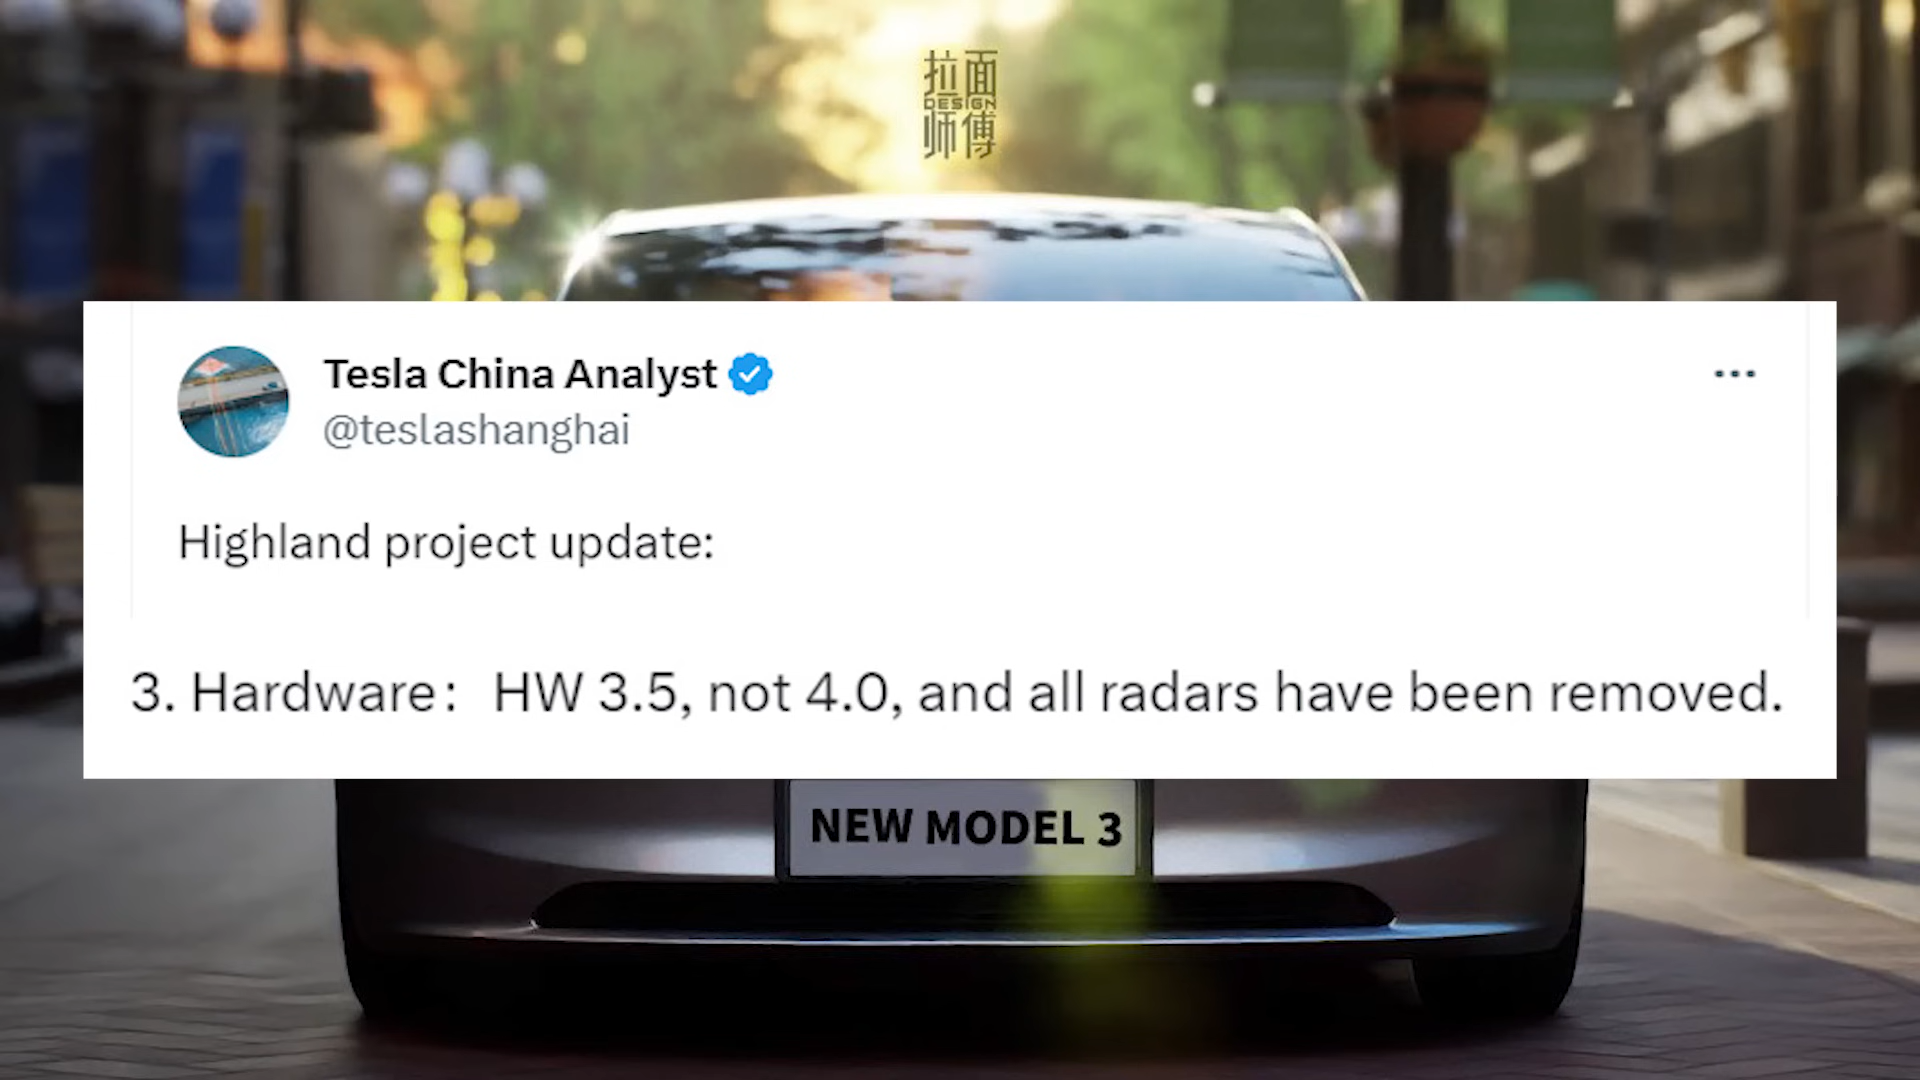 拉面
DESIGN
师傅
Tesla China Analyst
@teslashanghai
Highland project update:
3. Hardware： HW 3.5, not 4.0, and all radars have been removed.
NEW MODEL 3